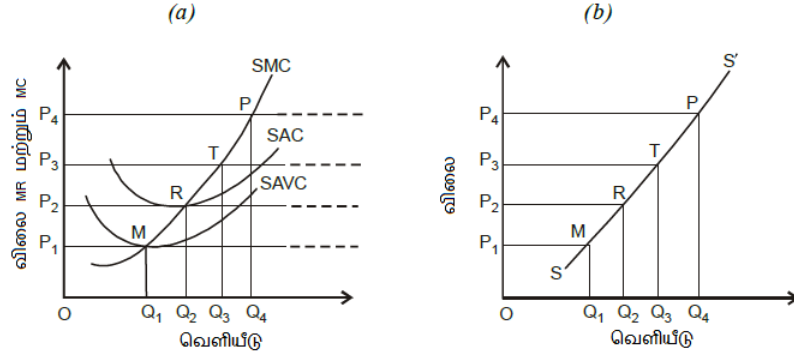 (a)
விலை MR மற்றும் MC
P4
P3
P2
P1
SMC
P
T
SAC
R
SAVC
M
O
Q1 Q2 Q3 Q4
வெளியீடு
(b)
விலை
P4
P3
P2
P1
S'
P
T
R
M
S
O
Q1 Q2 Q3 Q4
வெளியீடு